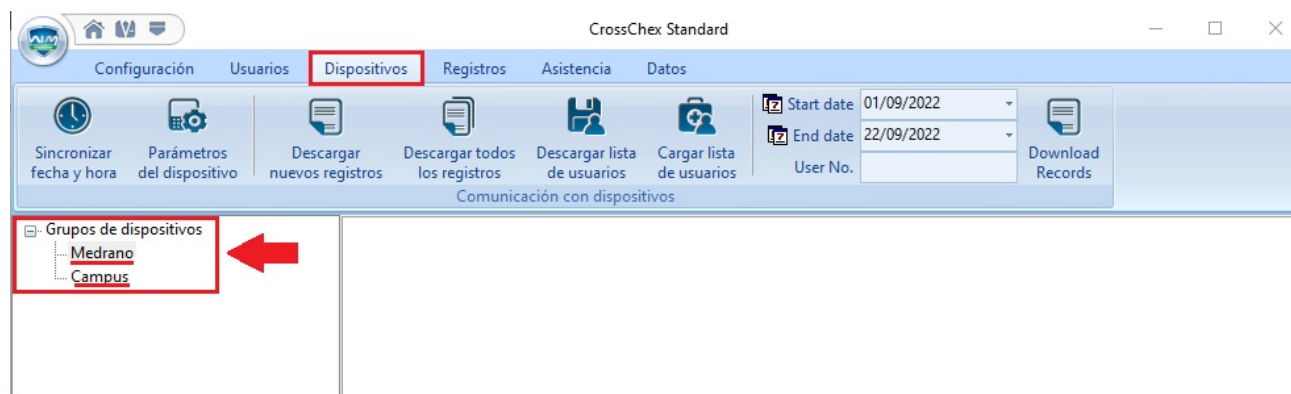 CrossChex Standard
Configuración Usuarios Dispositivos Registros Asistencia Datos
Sincronizar
fecha y hora
Parámetros
del dispositivo
Descargar
nuevos registros
Descargar todos
los registros
Descargar lista
de usuarios
Cargar lista
de usuarios
Start date 01/09/2022
End date 22/09/2022
User No.
Download
Records
Comunicación con dispositivos
Grupos de dispositivos
Medrano
Campus